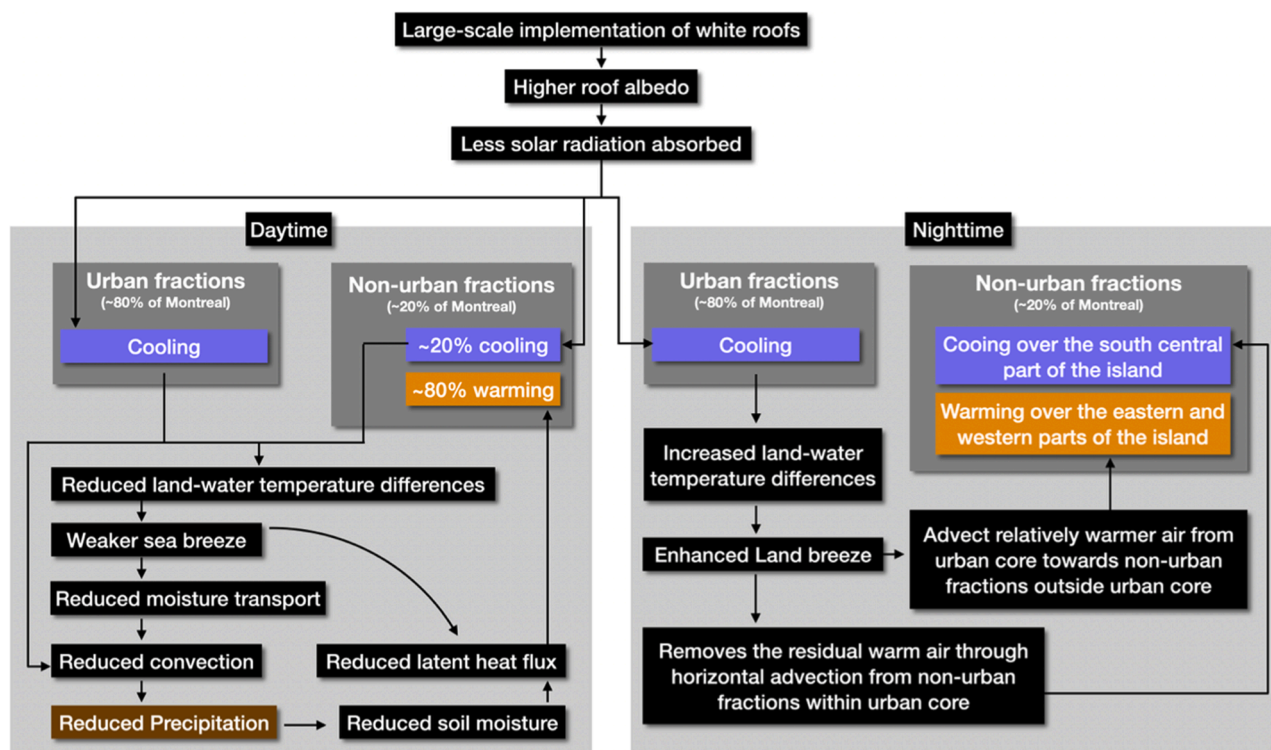 Large-scale implementation of white roofs
Higher roof albedo
Less solar radiation absorbed
Daytime
Urban fractions
(~80% of Montreal)
Cooling
Non-urban fractions
(~20% of Montreal)
~20% cooling
~80% warming
Reduced land-water temperature differences
Weaker sea breeze
Reduced moisture transport
Reduced convection
Reduced latent heat flux
Reduced Precipitation
Reduced soil moisture
Nighttime
Urban fractions
(~80% of Montreal)
Cooling
Non-urban fractions
(~20% of Montreal)
Cooing over the south central
part of the island
Warming over the eastern and
western parts of the island
Increased land-water
temperature differences
Enhanced Land breeze
Advect relatively warmer air from
urban core towards non-urban
fractions outside urban core
Removes the residual warm air through
horizontal advection from non-urban
fractions within urban core